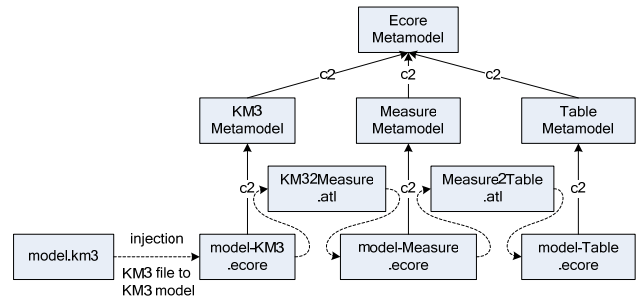 Ecore
Metamodel
c2
c2
c2
KM3
Metamodel
Measure
Metamodel
Table
Metamodel
KM32Measure
.atl
Measure2Table
.atl
c2
c2
c2
model.km3
injection
KM3 file to
KM3 model
model-KM3
.ecore
model-Measure
.ecore
model-Table
.ecore